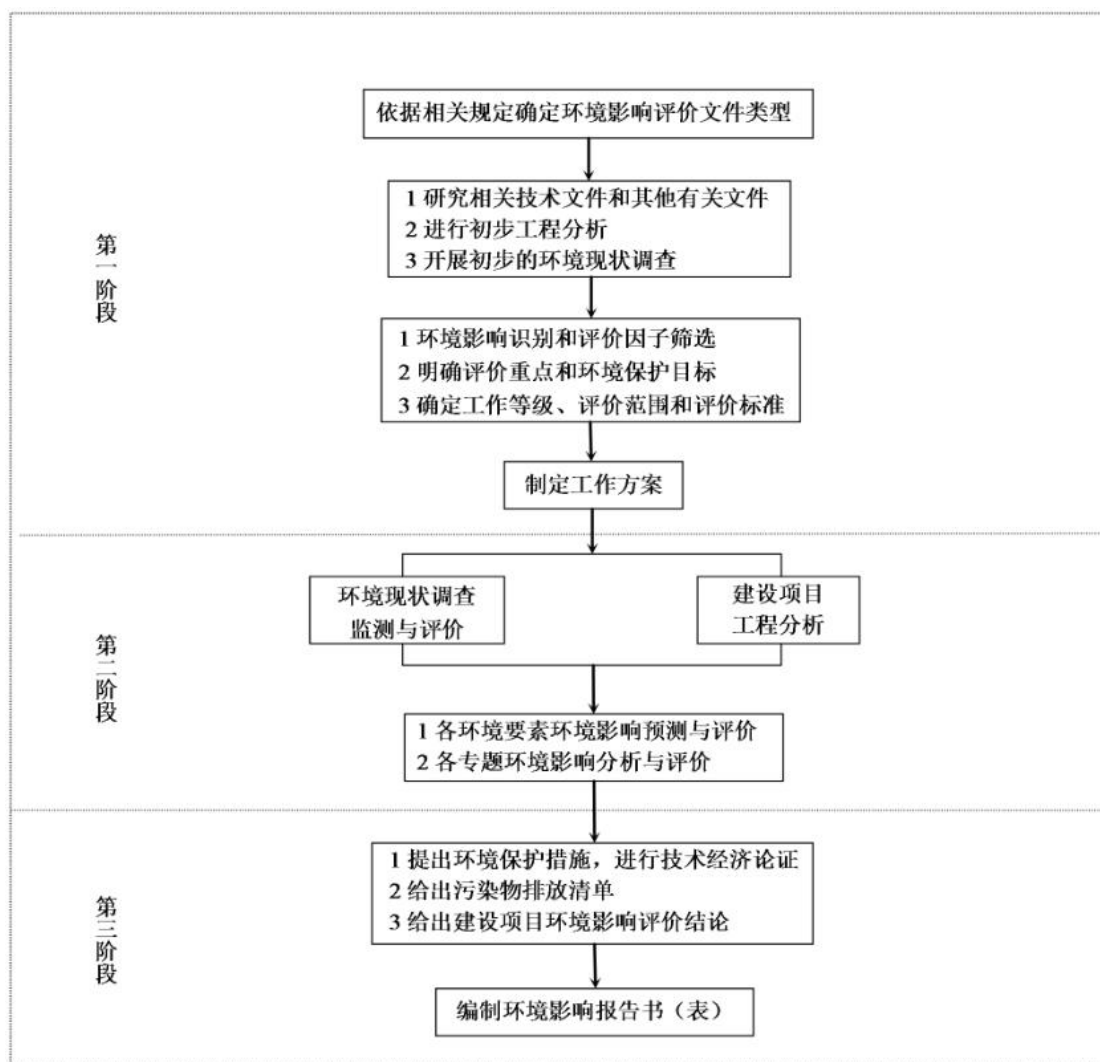 依据相关规定确定环境影响评价文件类型
1 研究相关技术文件和其他有关文件
2 进行初步工程分析
3 开展初步的环境现状调查
第一阶段
1 环境影响识别和评价因子筛选
2 明确评价重点和环境保护目标
3 确定工作等级、评价范围和评价标准
制定工作方案
环境现状调查
监测与评价
建设项目
工程分析
第二阶段
1 各环境要素环境影响预测与评价
2 各专题环境影响分析与评价
1 提出环境保护措施，进行技术经济论证
2 给出污染物排放清单
3 给出建设项目环境影响评价结论
第三阶段
编制环境影响报告书（表）